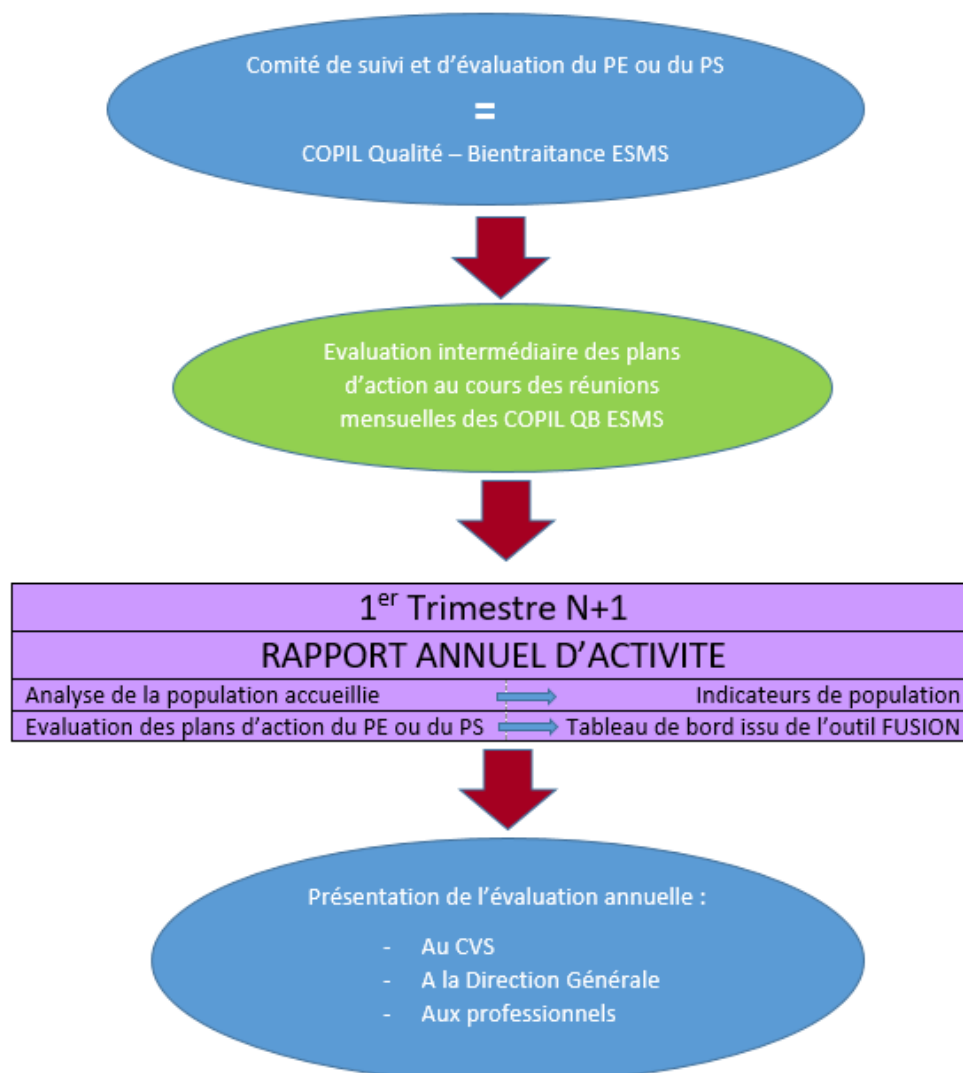 Comité de suivi et d'évaluation du PE ou du PS
=
COPIL Qualité – Bientraitance ESMS
Evaluation intermédiaire des plans
d'action au cours des réunions
mensuelles des COPIL QB ESMS
1er Trimestre N+1
RAPPORT ANNUEL D'ACTIVITE
Analyse de la population accueillie Indicateurs de population
Evaluation des plans d'action du PE ou du PS Tableau de bord issu de l'outil FUSION
Présentation de l'évaluation annuelle :
- Au CVS
- A la Direction Générale
- Aux professionnels